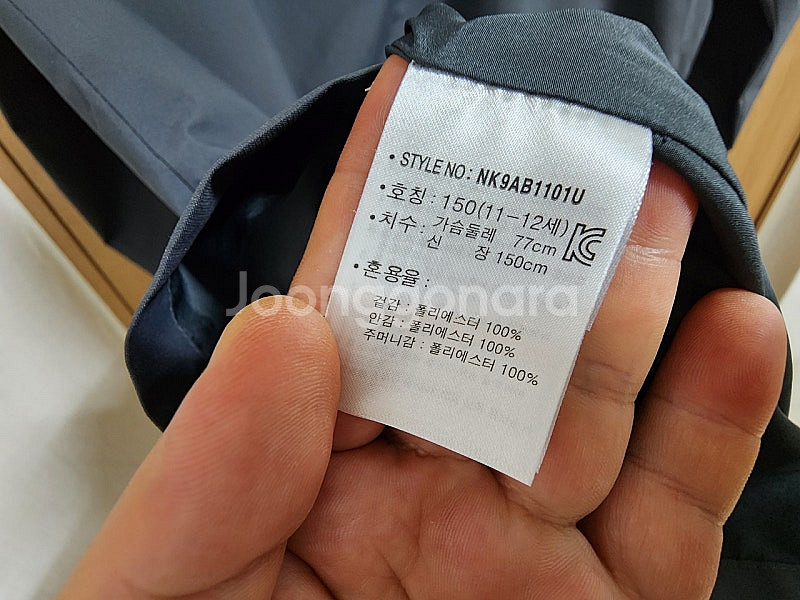 • STYLE NO: NK9AB1101U
• 호칭 : 150(11-12세)
• 치수 : 가슴둘레 77cm
신 장 150cm
• 혼용율 :
겉감 : 폴리에스터 100%
안감 : 폴리에스터 100%
주머니감 : 폴리에스터 100%
Joongonara